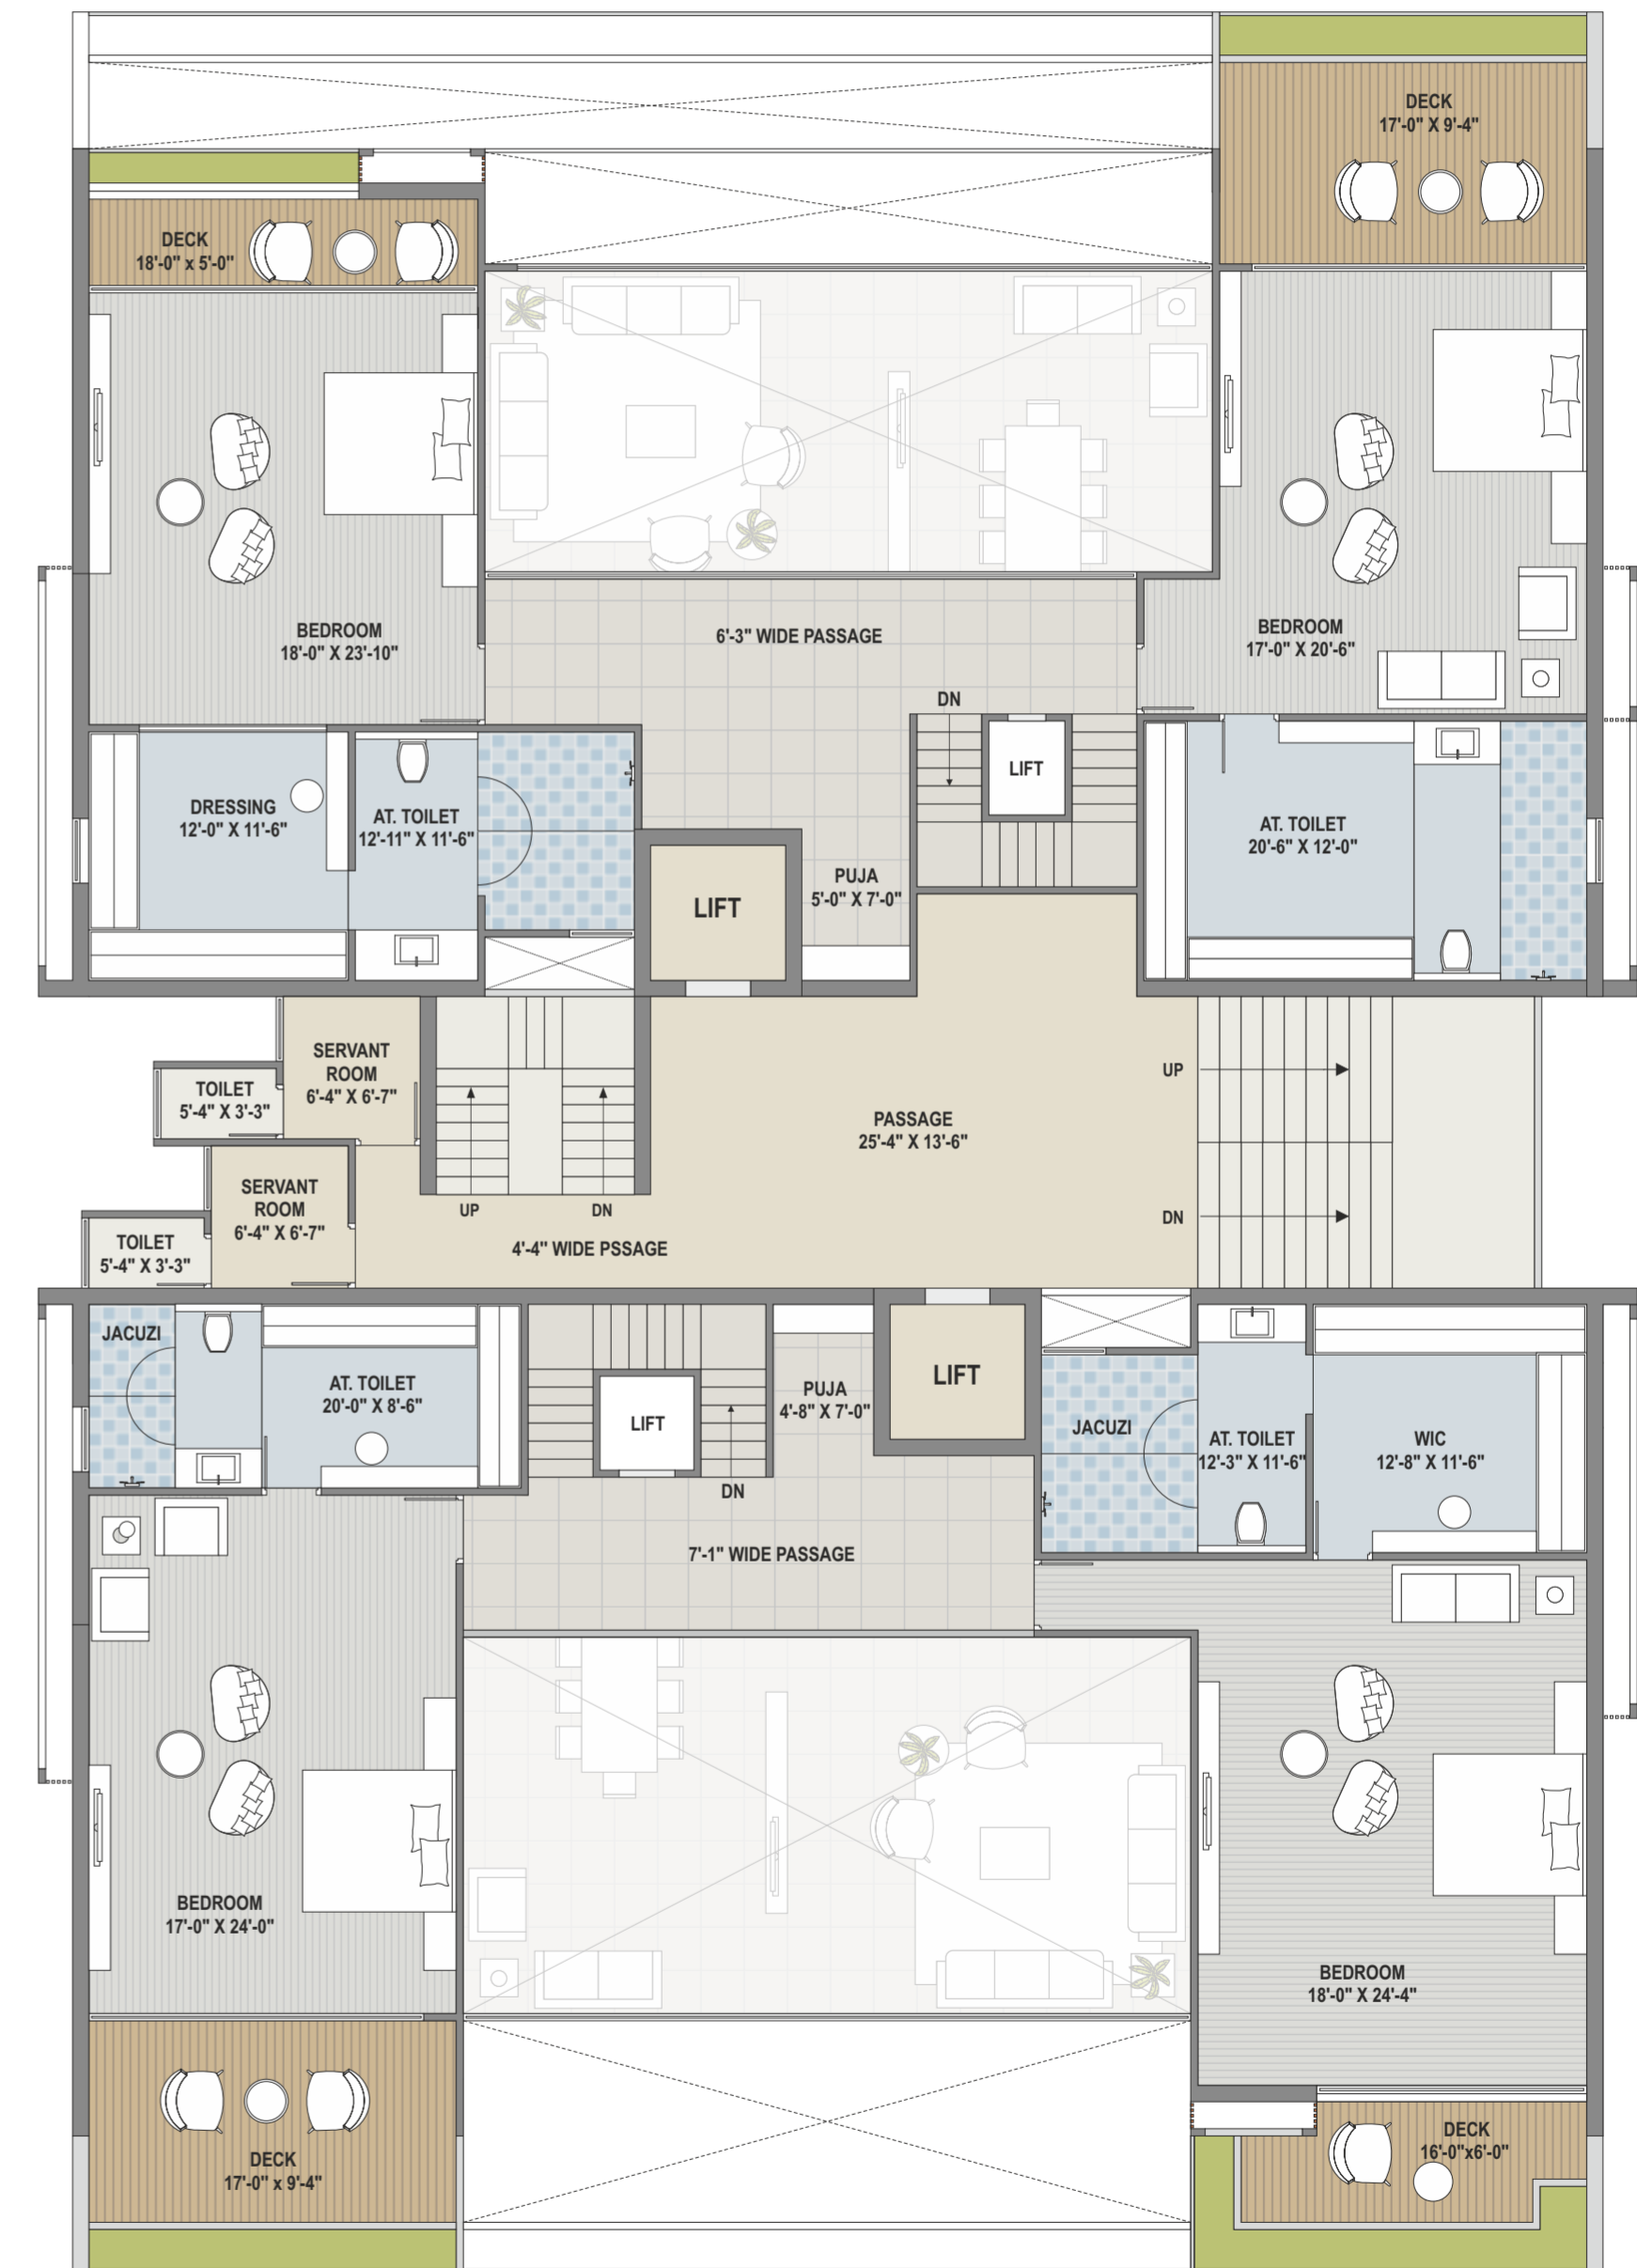 DECK
17'-0" X 9'-4"
DECK
18'-0" x 5'-0"
BEDROOM
18'-0" X 23'-10"
6'-3" WIDE PASSAGE
BEDROOM
17'-0" X 20'-6"
DN
LIFT
DRESSING
12'-0" X 11'-6"
AT. TOILET
12'-11" X 11'-6"
AT. TOILET
20'-6" X 12'-0"
PUJA
5'-0" X 7'-0"
LIFT
SERVANT
ROOM
6'-4" X 6'-7"
TOILET
5'-4" X 3'-3"
UP
PASSAGE
25'-4" X 13'-6"
SERVANT
ROOM
6'-4" X 6'-7"
UP
DN
DN
TOILET
5'-4" X 3'-3"
4'-4" WIDE PSSAGE
JACUZI
AT. TOILET
20'-0" X 8'-6"
LIFT
PUJA
4'-8" X 7'-0"
LIFT
JACUZI
AT. TOILET
12'-3" X 11'-6"
WIC
12'-8" X 11'-6"
DN
7'-1" WIDE PASSAGE
BEDROOM
17'-0" X 24'-0"
BEDROOM
18'-0" X 24'-4"
DECK
17'-0" x 9'-4"
DECK
16'-0"x6'-0"